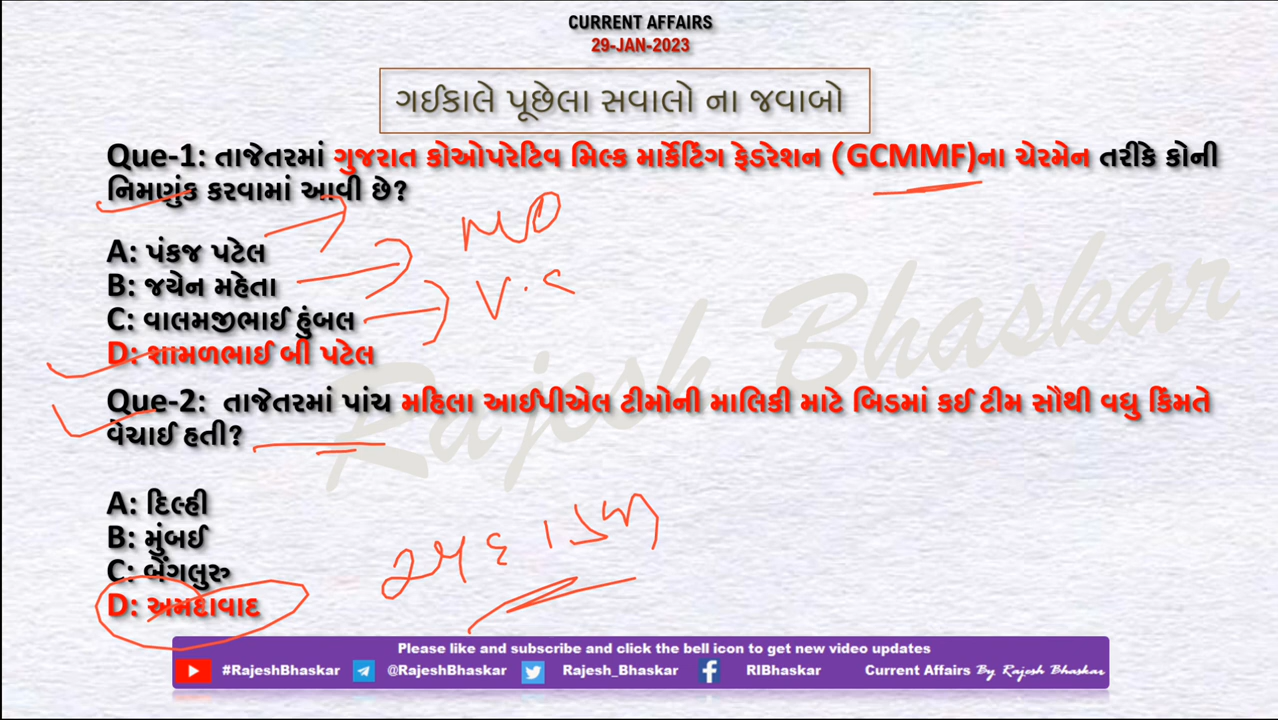 CURRENT AFFAIRS
29-JAN-2023
ગઈકાલે પૂછેલા સવાલો ના જવાબો
Que-1: તાજેતરમાં ગુજરાત કોઓપરેટિવ મિલ્ક માર્કેટિંગ ફેડરેશન (GCMMF)ના ચેરમેન તરીકે કોની
નિમણુંક કરવામાં આવી છે?
A: પંકજ પટેલ
B: જયેન મહેતા
C: વાલમજીભાઈ હુંબલ
D: શામળભાઈ બી પટેલ
MD
V.C
Que-2: તાજેતરમાં પાંચ મહિલા આઈપીએલ ટીમોની માલિકી માટે બિડમાં કઈ ટીમ સૌથી વધુ કિંમતે
વેચાઈ હતી?
A: દિલ્હી
B: મુંબઈ
C: બેંગલુરુ
D: અમદાવાદ
Rajesh Bhaskar
Please like and subscribe and click the bell icon to get new video updates
#RajeshBhaskar @RajeshBhaskar Rajesh_Bhaskar RIBhaskar Current Affairs By Rajesh Bhaskar